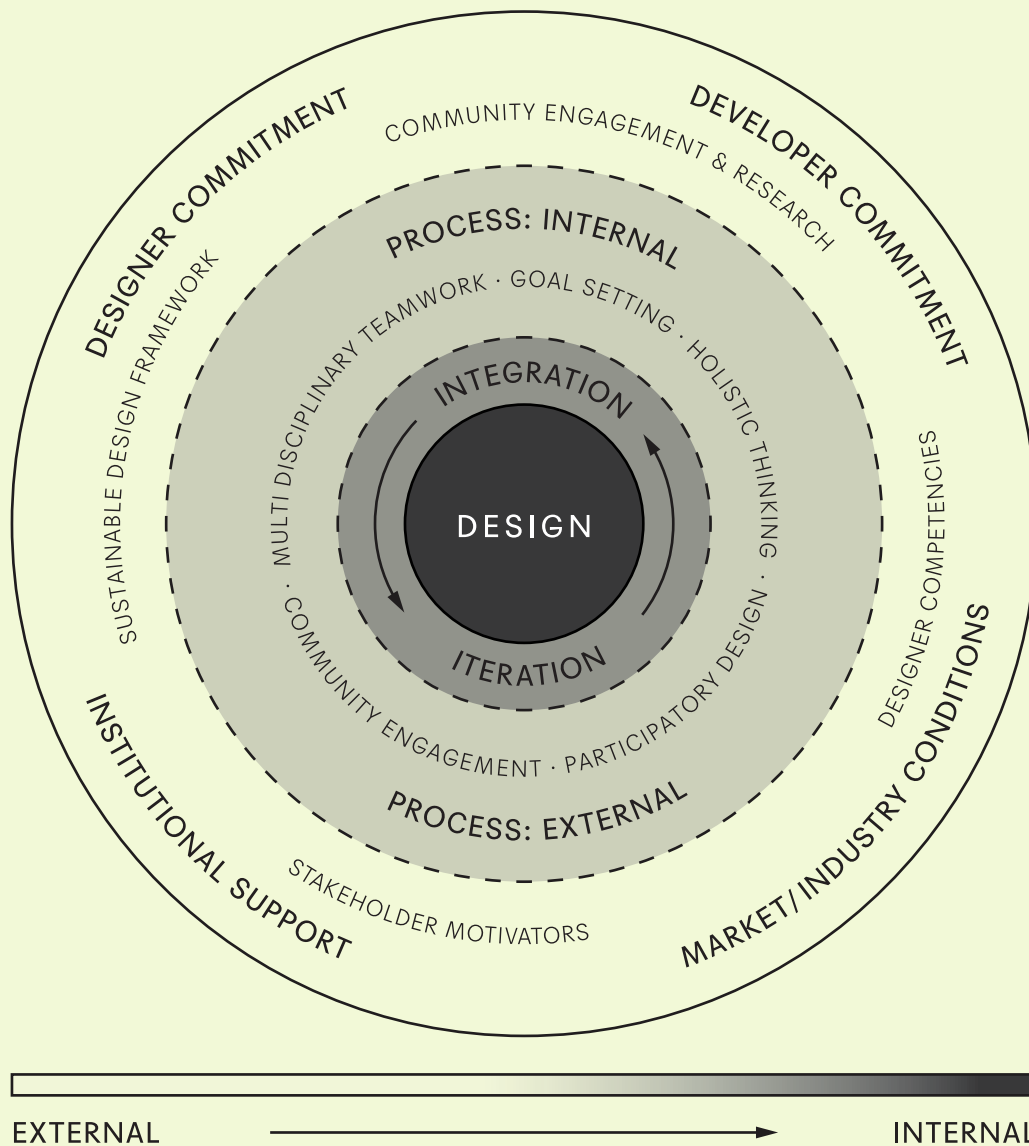 DESIGNER COMMITMENT
DEVELOPER COMMITMENT
COMMUNITY ENGAGEMENT & RESEARCH
SUSTAINABLE DESIGN FRAMEWORK
PROCESS: INTERNAL
MULTI DISCIPLINARY TEAMWORK · GOAL SETTING · HOLISTIC THINKING ·
INTEGRATION
DESIGN
ITERATION
· COMMUNITY ENGAGEMENT · PARTICIPATORY DESIGN
PROCESS: EXTERNAL
DESIGNER COMPETENCIES
INSTITUTIONAL SUPPORT
STAKEHOLDER MOTIVATORS
MARKET/INDUSTRY CONDITIONS
EXTERNAL
INTERNAL